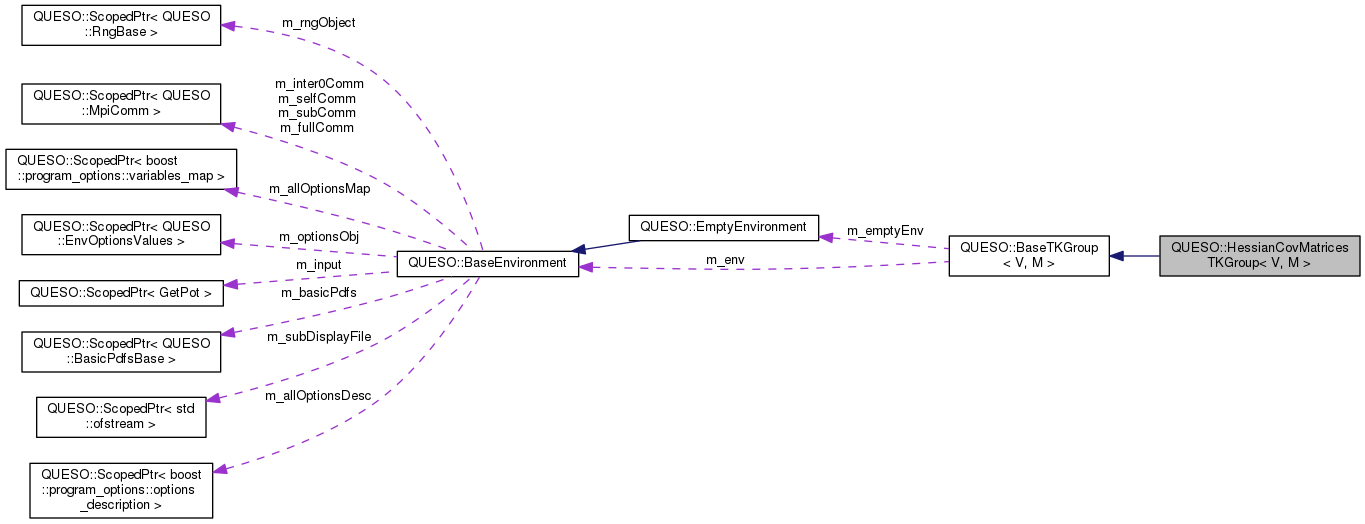 QUESO::ScopedPtr< QUESO
::RngBase >
m_rngObject
QUESO::ScopedPtr< QUESO
::MpiComm >
m_inter0Comm
m_selfComm
m_subComm
m_fullComm
QUESO::ScopedPtr< boost
::program_options::variables_map >
m_allOptionsMap
QUESO::ScopedPtr< QUESO
::EnvOptionsValues >
m_optionsObj
QUESO::ScopedPtr< GetPot >
m_input
QUESO::ScopedPtr< QUESO
::BasicPdfsBase >
m_basicPdfs
QUESO::ScopedPtr< std
::ofstream >
m_subDisplayFile
QUESO::ScopedPtr< boost
::program_options::options
_description >
m_allOptionsDesc
QUESO::BaseEnvironment
QUESO::EmptyEnvironment
m_emptyEnv
m_env
QUESO::BaseTKGroup
< V, M >
QUESO::HessianCovMatrices
TKGroup< V, M >